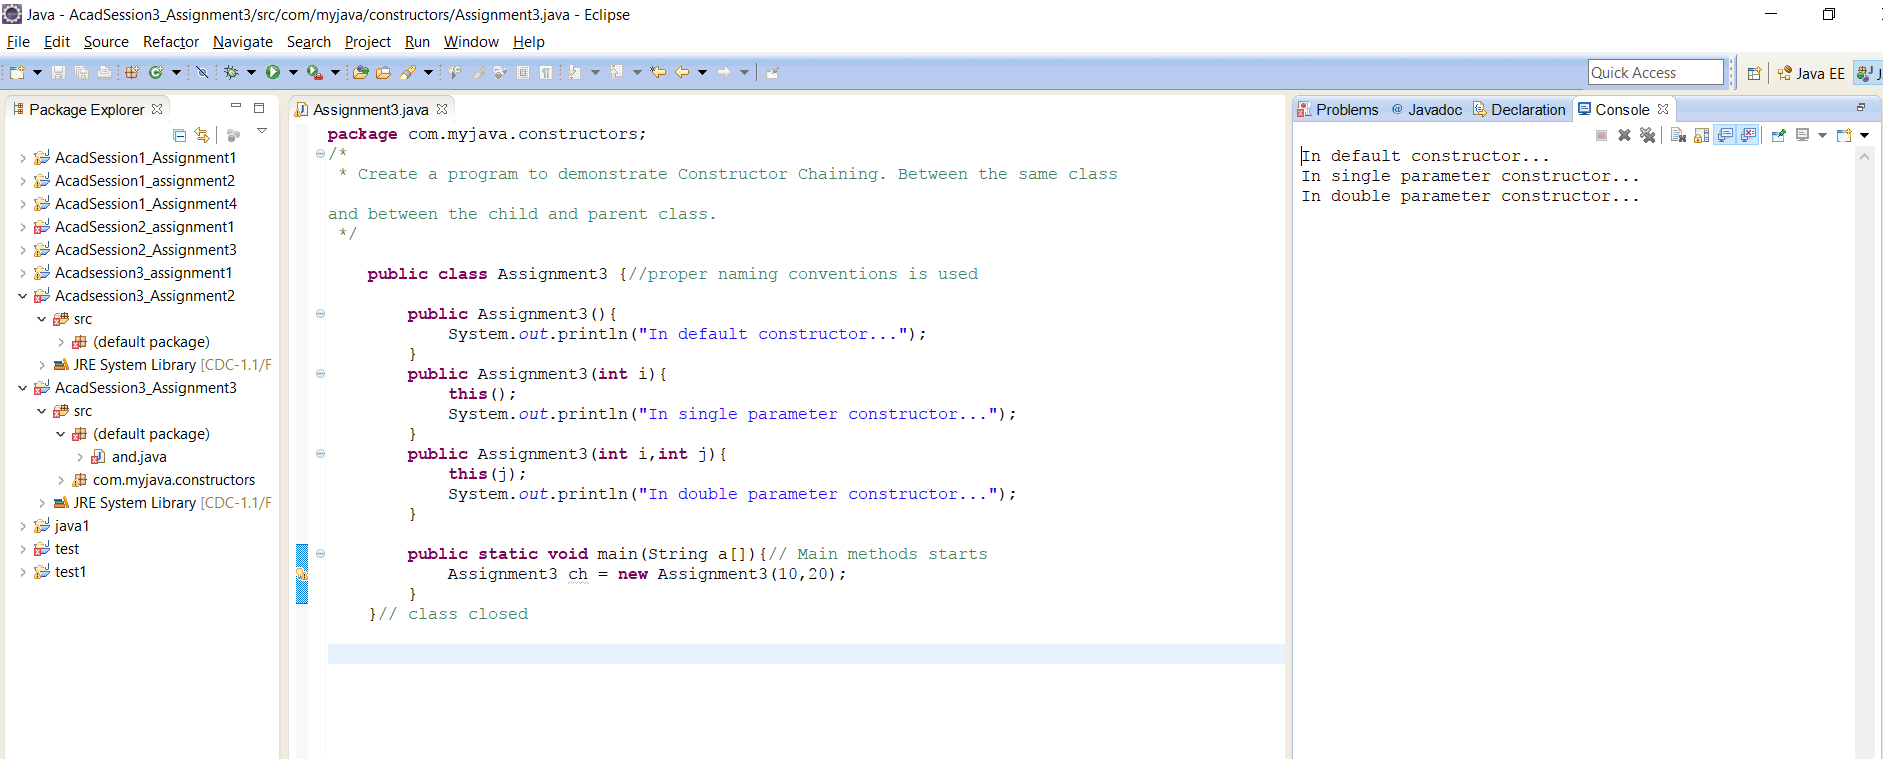 Java - AcadSession3_Assignment3/src/com/myjava/constructors/Assignment3.java - Eclipse
File Edit Source Refactor Navigate Search Project Run Window Help
Quick Access
Java EE
J
Package Explorer
AcadSession1_Assignment1
AcadSession1_assignment2
AcadSession1_Assignment4
AcadSession2_assignment1
AcadSession2_Assignment3
Acadsession3_assignment1
Acadsession3_Assignment2
src
(default package)
JRE System Library [CDC-1.1/F
AcadSession3_Assignment3
src
(default package)
and.java
com.myjava.constructors
JRE System Library [CDC-1.1/F
java1
test
test1
Assignment3.java
package com.myjava.constructors;
/*
* Create a program to demonstrate Constructor Chaining. Between the same class
and between the child and parent class.
*/
public class Assignment3 {//proper naming conventions is used
public Assignment3(){
System.out.println("In default constructor...");
}
public Assignment3(int i){
this();
System.out.println("In single parameter constructor...");
}
public Assignment3(int i,int j){
this(j);
System.out.println("In double parameter constructor...");
}
public static void main(String a[]){// Main methods starts
Assignment3 ch = new Assignment3(10,20);
}
}// class closed
Problems @ Javadoc Declaration Console
In default constructor...
In single parameter constructor...
In double parameter constructor...